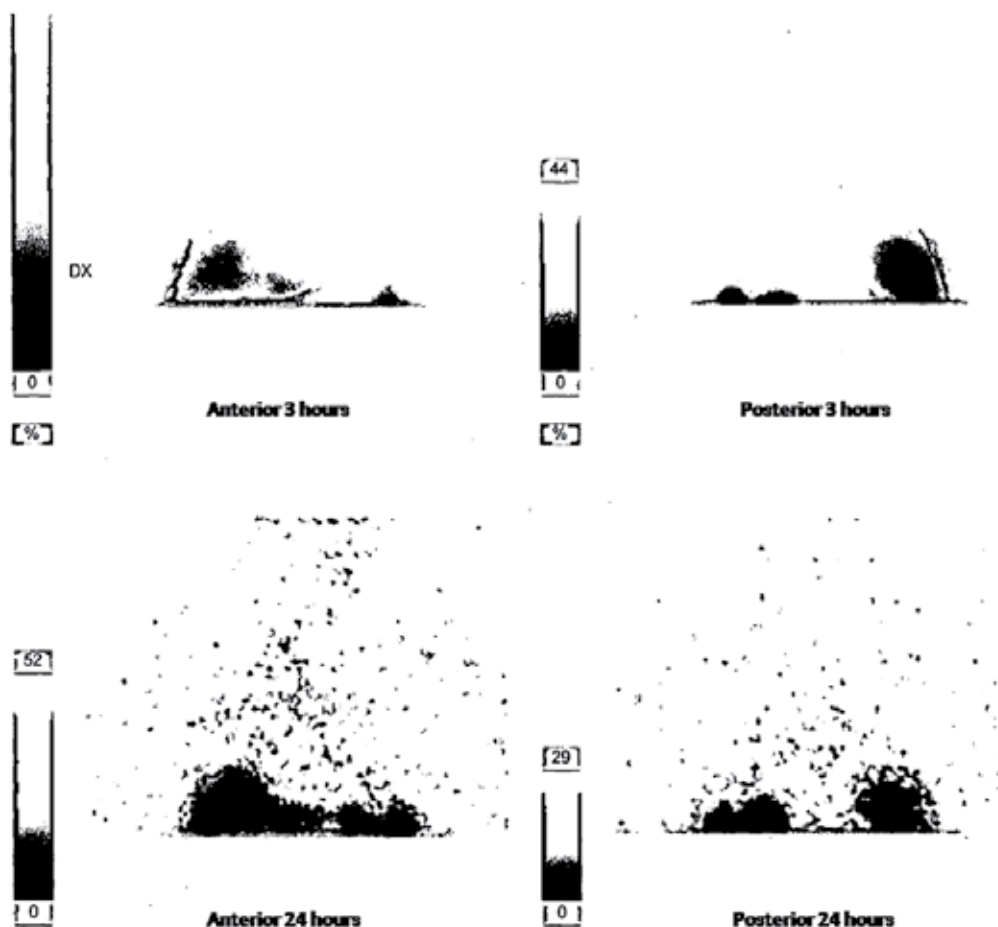 44
DX
0
0
Anterior 3 hours
Posterior 3 hours
%
%
52
29
0
0
Anterior 24 hours
Posterior 24 hours